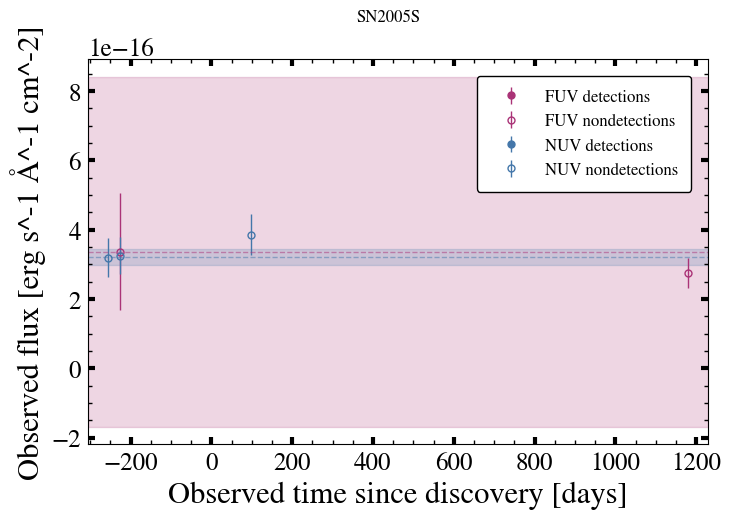 SN2005S
1e−16
8
6
4
2
0
−2
−200
0
200
400
600
800
1000
1200
Observed flux [erg s^-1 Å^-1 cm^-2]
Observed time since discovery [days]
FUV detections
FUV nondetections
NUV detections
NUV nondetections